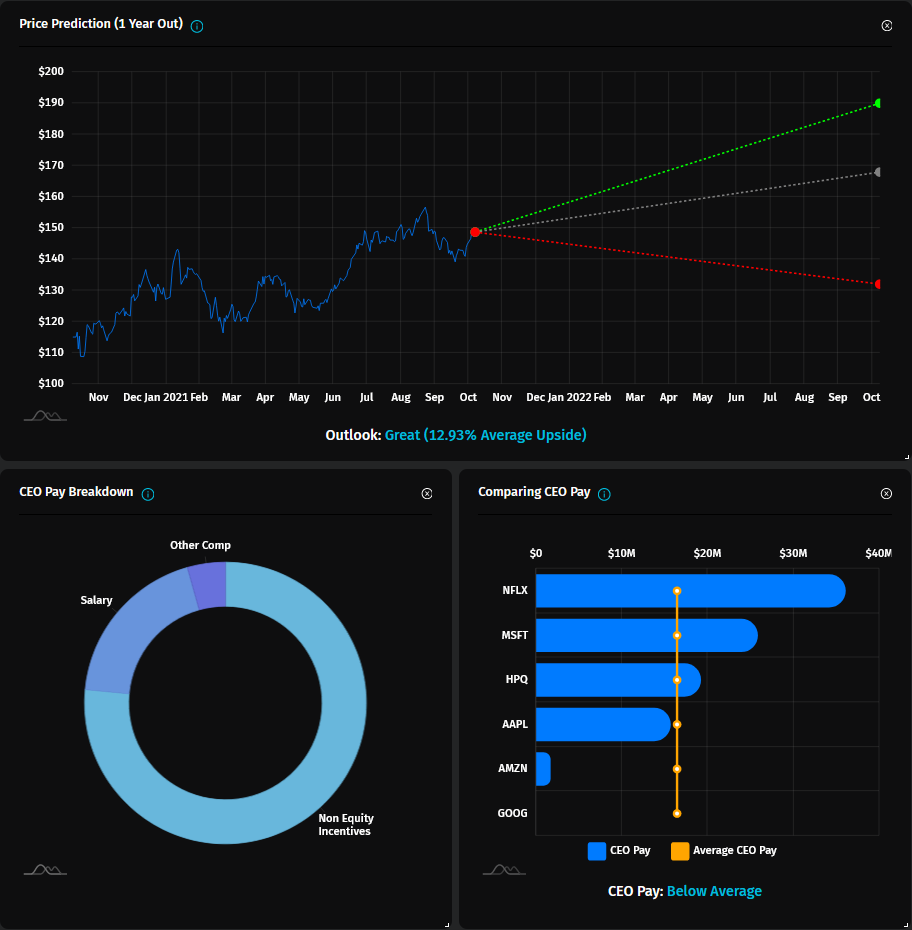 Price Prediction (1 Year Out)
$200
$190
$180
$170
$160
$150
$140
$130
$120
$110
$100
Nov Dec Jan 2021 Feb Mar Apr May Jun Jul Aug Sep Oct Nov Dec Jan 2022 Feb Mar Apr May Jun Jul Aug Sep Oct
Outlook: Great (12.93% Average Upside)
CEO Pay Breakdown
Other Comp
Salary
Non Equity
Incentives
Comparing CEO Pay
$0 $10M $20M $30M $40M
NFLX
MSFT
HPQ
AAPL
AMZN
GOOG
CEO Pay Average CEO Pay
CEO Pay: Below Average